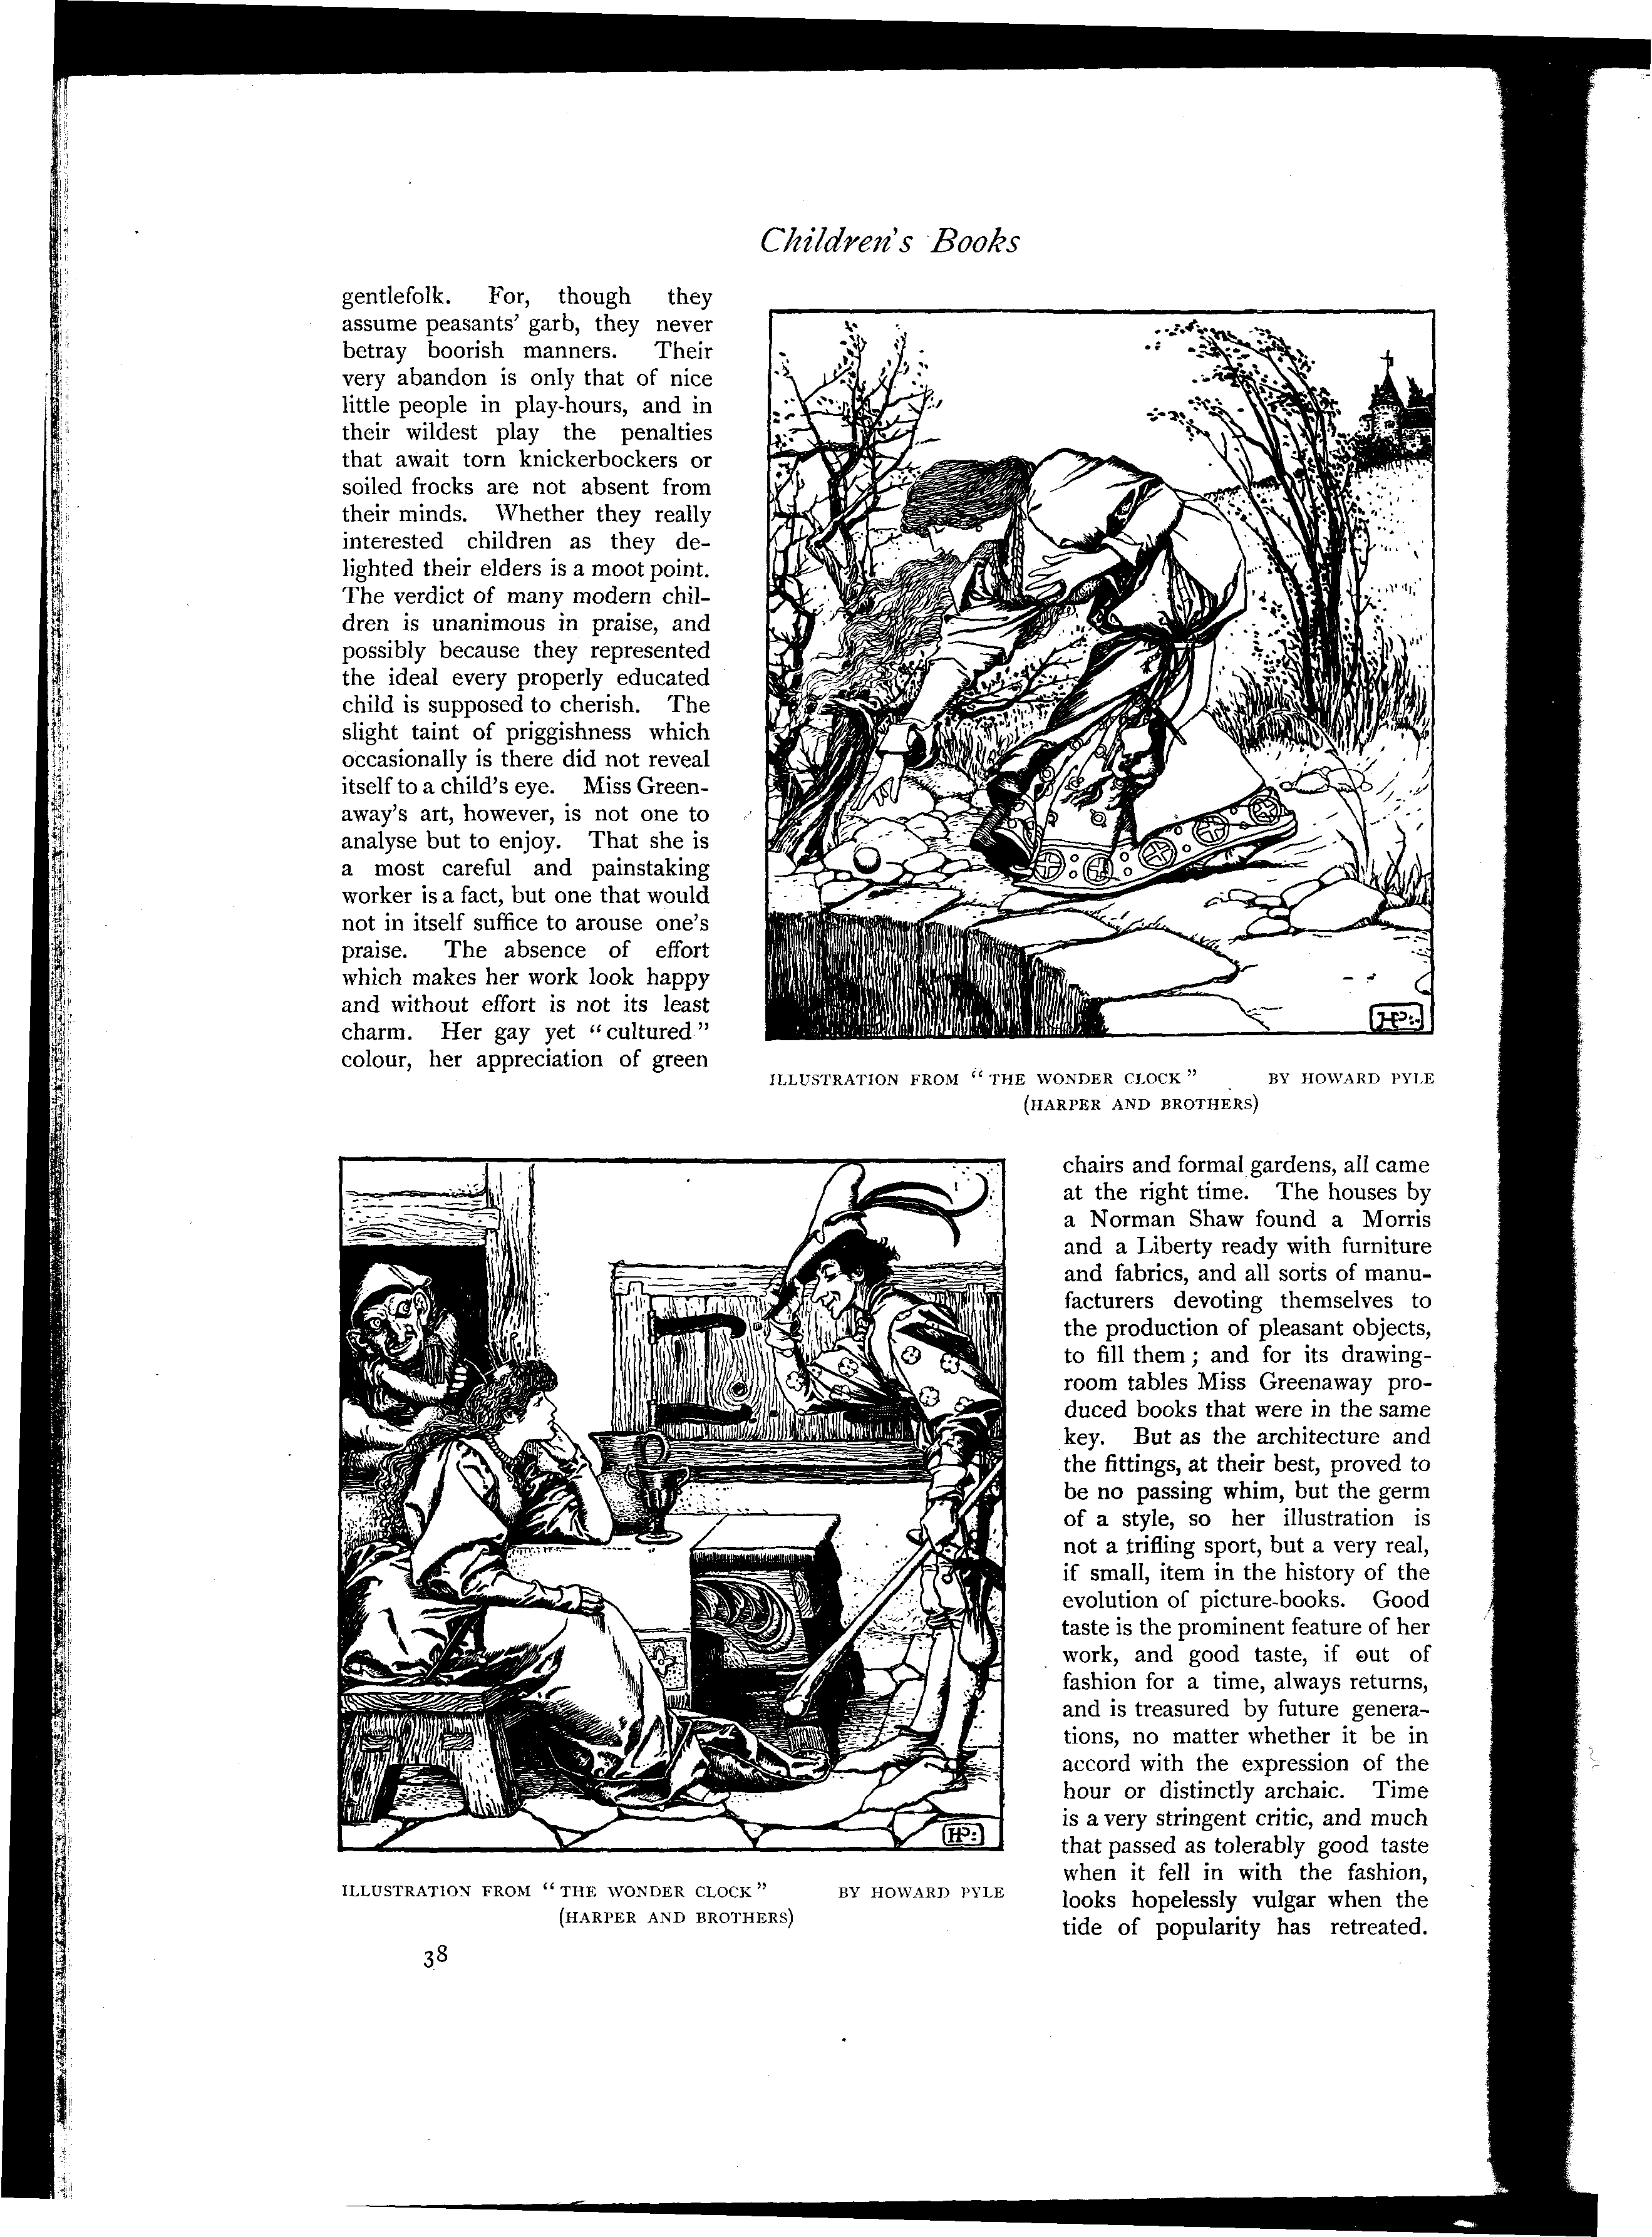 Children's Books
gentlefolk. For, though they
assume peasants' garb, they never
betray boorish manners. Their
very abandon is only that of nice
little people in play-hours, and in
their wildest play the penalties
that await torn knickerbockers or
soiled frocks are not absent from
their minds. Whether they really
interested children as they de-
lighted their elders is a moot point.
The verdict of many modern chil-
dren is unanimous in praise, and
possibly because they represented
the ideal every properly educated
child is supposed to cherish. The
slight taint of priggishness which
occasionally is there did not reveal
itself to a child's eye. Miss Green-
away's art, however, is not one to
analyse but to enjoy. That she is
a most careful and painstaking
worker is a fact, but one that would
not in itself suffice to arouse one's
praise. The absence of effort
which makes her work look happy
and without effort is not its least
charm. Her gay yet "cultured"
colour, her appreciation of green
HP:-
ILLUSTRATION FROM "THE WONDER CLOCK" BY HOWARD PYLE
(HARPER AND BROTHERS)
HP:
ILLUSTRATION FROM "THE WONDER CLOCK" BY HOWARD PYLE
(HARPER AND BROTHERS)
chairs and formal gardens, all came
at the right time. The houses by
a Norman Shaw found a Morris
and a Liberty ready with furniture
and fabrics, and all sorts of manu-
facturers devoting themselves to
the production of pleasant objects,
to fill them; and for its drawing-
room tables Miss Greenaway pro-
duced books that were in the same
key. But as the architecture and
the fittings, at their best, proved to
be no passing whim, but the germ
of a style, so her illustration is
not a trifling sport, but a very real,
if small, item in the history of the
evolution of picture-books. Good
taste is the prominent feature of her
work, and good taste, if out of
fashion for a time, always returns,
and is treasured by future genera-
tions, no matter whether it be in
accord with the expression of the
hour or distinctly archaic. Time
is a very stringent critic, and much
that passed as tolerably good taste
when it fell in with the fashion,
looks hopelessly vulgar when the
tide of popularity has retreated.
38